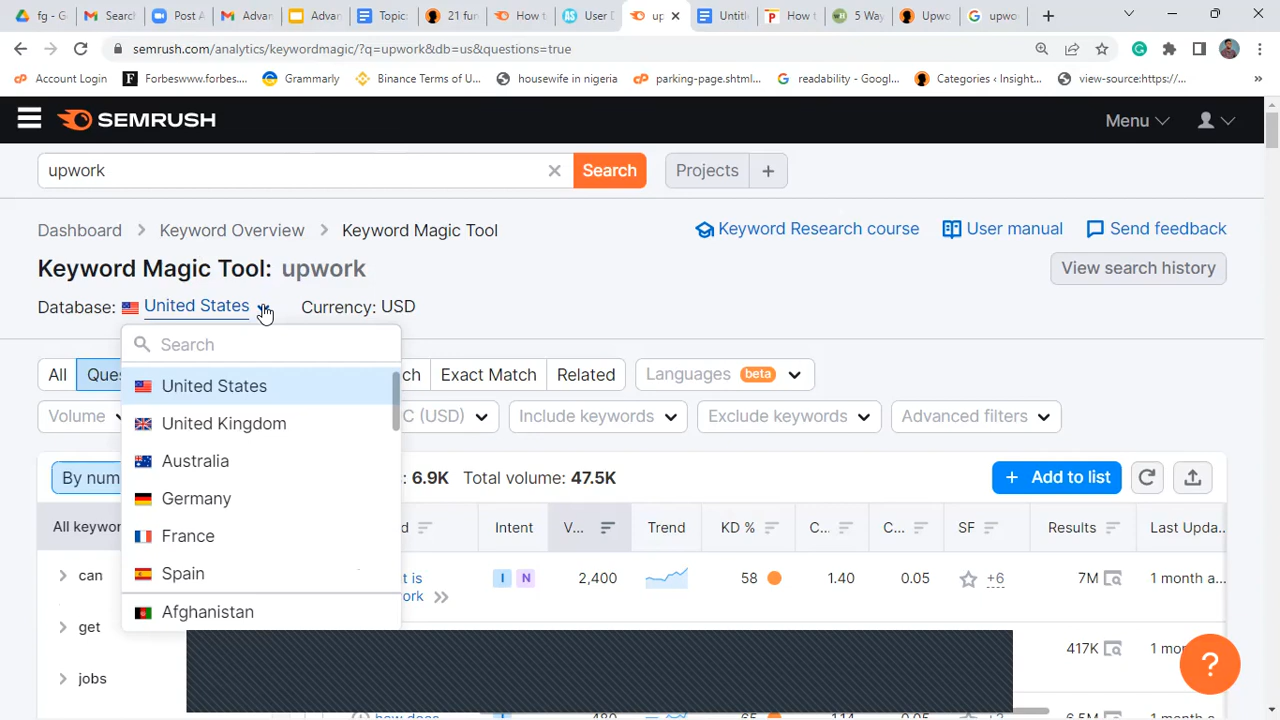 fg - G
Search
Post A
Advan
Advan
Topic:
21 fur
How t
User D
up
Untitl
How t
5 Way
Upwo
upwo
semrush.com/analytics/keywordmagic/?q=upwork&db=us&questions=true
Account Login
Forbeswww.forbes....
Grammarly
Binance Terms of U...
housewife in nigeria
parking-page.shtml...
readability - Googl...
Categories ‹ Insight...
view-source:https://...
»
SEMRUSH
Menu
upwork
Search
Projects
+
Dashboard > Keyword Overview > Keyword Magic Tool
Keyword Research course
User manual
Send feedback
Keyword Magic Tool: upwork
View search history
Database: United States
Currency: USD
Search
United States
United Kingdom
Australia
Germany
France
Spain
Afghanistan
All
Ques
ch
Exact Match
Related
Languages beta
Volume
C (USD)
Include keywords
Exclude keywords
Advanced filters
By num
: 6.9K Total volume: 47.5K
+ Add to list
All keywor
d
Intent
V...
Trend
KD %
C...
C...
SF
Results
Last Upda...
can
t is
ork
I N
2,400
58
1.40
0.05
+6
7M
1 month a...
get
417K
1 mor
jobs
?